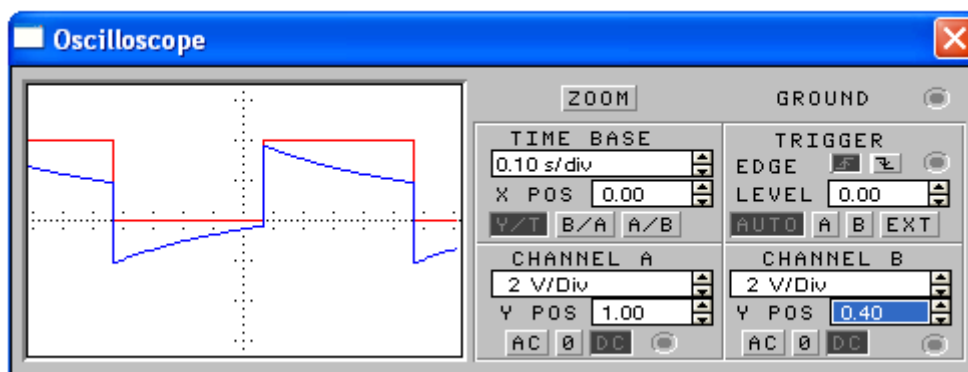 Oscilloscope
ZOOM
GROUND
TIME BASE
0.10 s/div
X POS 0.00
Y/T B/A A/B
TRIGGER
EDGE
LEVEL 0.00
AUTO A B EXT
CHANNEL A
2 V/Div
Y POS 1.00
AC 0 DC
CHANNEL B
2 V/Div
Y POS 0.40
AC 0 DC